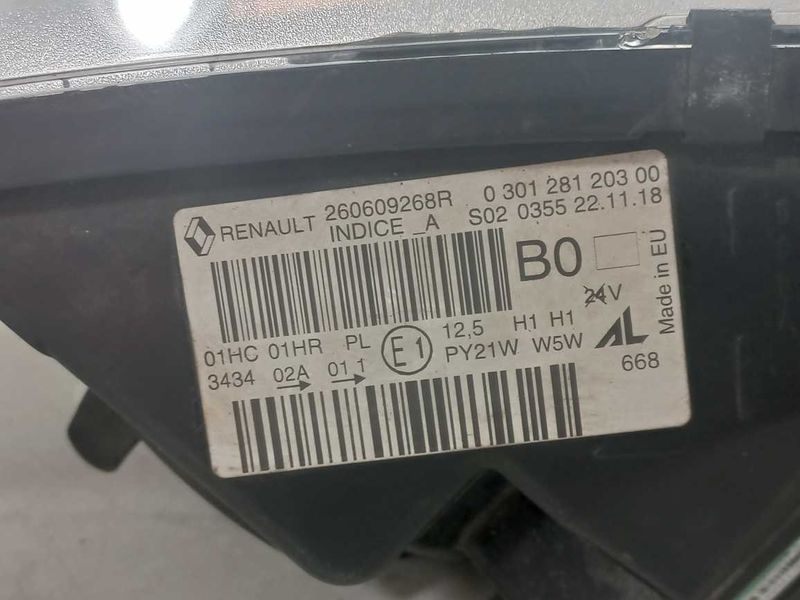 RENAULT 260609268R 0 301 281 203 00
INDICE _A S02 0355 22.11.18
B0
Made in EU
24V
01HC 01HR PL E1 12,5 H1 H1
3434 02A 01 1 PY21W W5W AL
668